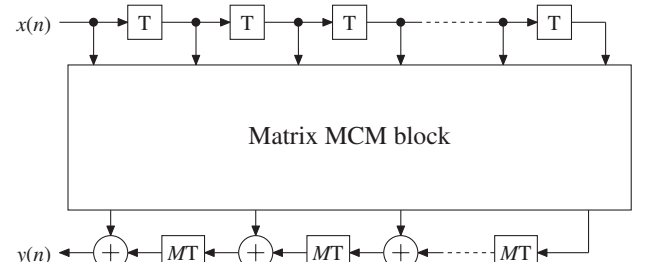 x(n) T T T T
Matrix MCM block
y(n) + MT + MT + MT